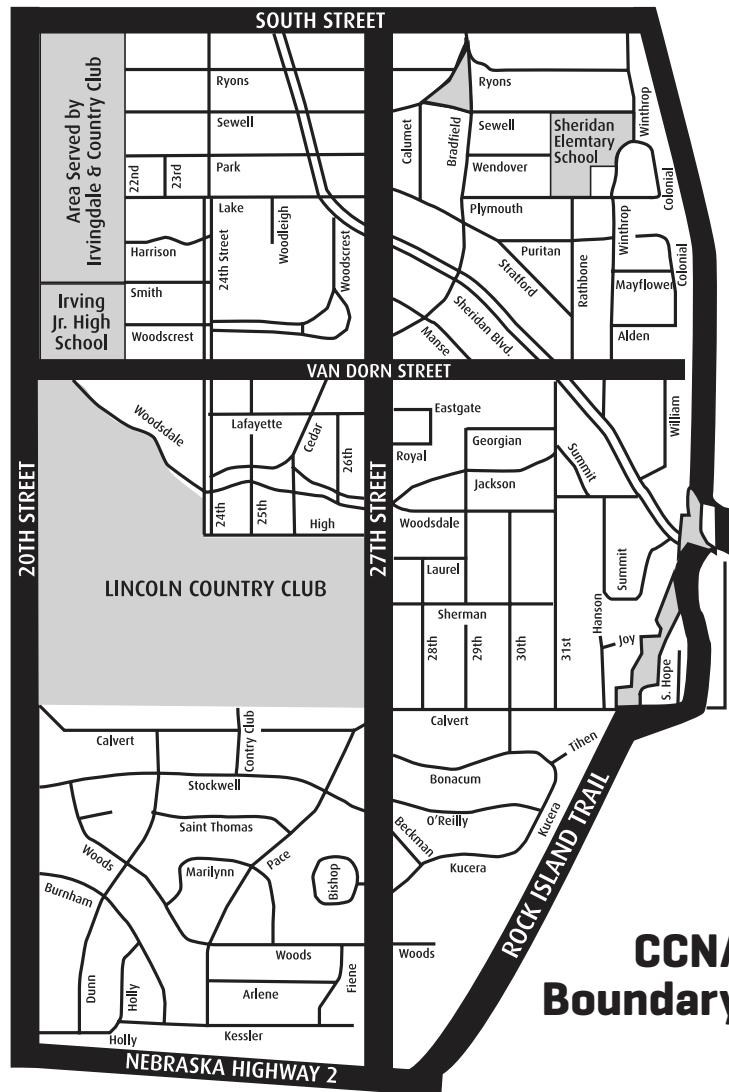 SOUTH STREET
Area Served by
Irvingdale & Country Club
Ryons
Sewell
Park
22nd
23rd
Lake
24th Street
Woodleigh
Woodscrest
Harrison
Smith
Irving
Jr. High
School
Woodscrest
Ryons
Calumet
Bradfield
Sewell
Wendover
Sheridan
Elemtary
School
Winthrop
Colonial
Plymouth
Puritan
Stratford
Rathbone
Winthrop
Colonial
Mayflower
Sheridan Blvd.
Manse
Alden
VAN DORN STREET
Woodsdale
Lafayette
Cedar
26th
24th
25th
High
20TH STREET
27TH STREET
LINCOLN COUNTRY CLUB
Eastgate
Royal
Georgian
Jackson
Summit
William
Woodsdale
Laurel
Sherman
28th
29th
30th
31st
Hanson
Joy
Summit
S. Hope
Calvert
Calvert
Contry Club
Stockwell
Saint Thomas
Woods
Marilynn
Pace
Bishop
Burnham
Dunn
Holly
Woods
Arlene
Fiene
Holly
Kessler
Bonacum
Tihen
O'Reilly
Beckman
Kucera
Kucera
Woods
ROCK ISLAND TRAIL
NEBRASKA HIGHWAY 2
CCNA
Boundary